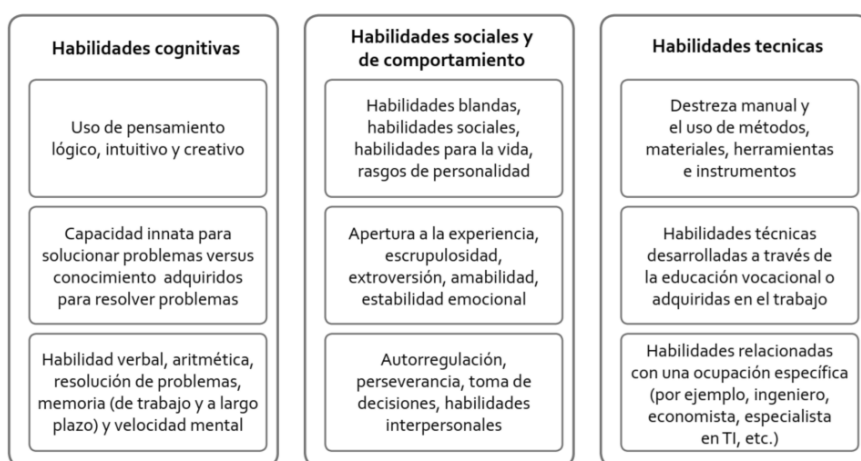 Habilidades cognitivas
Uso de pensamiento
lógico, intuitivo y creativo
Capacidad innata para
solucionar problemas versus
conocimiento adquiridos
para resolver problemas
Habilidad verbal, aritmética,
resolución de problemas,
memoria (de trabajo y a largo
plazo) y velocidad mental
Habilidades sociales y
de comportamiento
Habilidades blandas,
habilidades sociales,
habilidades para la vida,
rasgos de personalidad
Apertura a la experiencia,
escrupulosidad,
extroversión, amabilidad,
estabilidad emocional
Autorregulación,
perseverancia, toma de
decisiones, habilidades
interpersonales
Habilidades tecnicas
Destreza manual y
el uso de métodos,
materiales, herramientas
e instrumentos
Habilidades técnicas
desarrolladas a través de
la educación vocacional o
adquiridas en el trabajo
Habilidades relacionadas
con una ocupación específica
(por ejemplo, ingeniero,
economista, especialista
en TI, etc.)